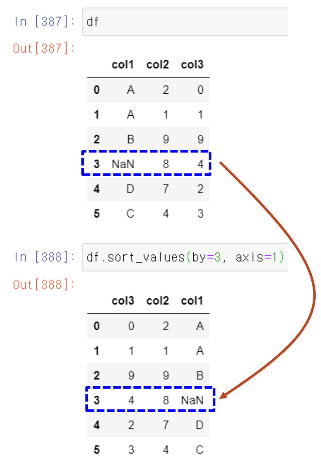 In [387]: df
Out[387]:
col1 col2 col3
0 A 2 0
1 A 1 1
2 B 9 9
3 NaN 8 4
4 D 7 2
5 C 4 3
In [388]: df.sort_values(by=3, axis=1)
Out[388]:
col3 col2 col1
0 0 2 A
1 1 1 A
2 9 9 B
3 4 8 NaN
4 2 7 D
5 3 4 C